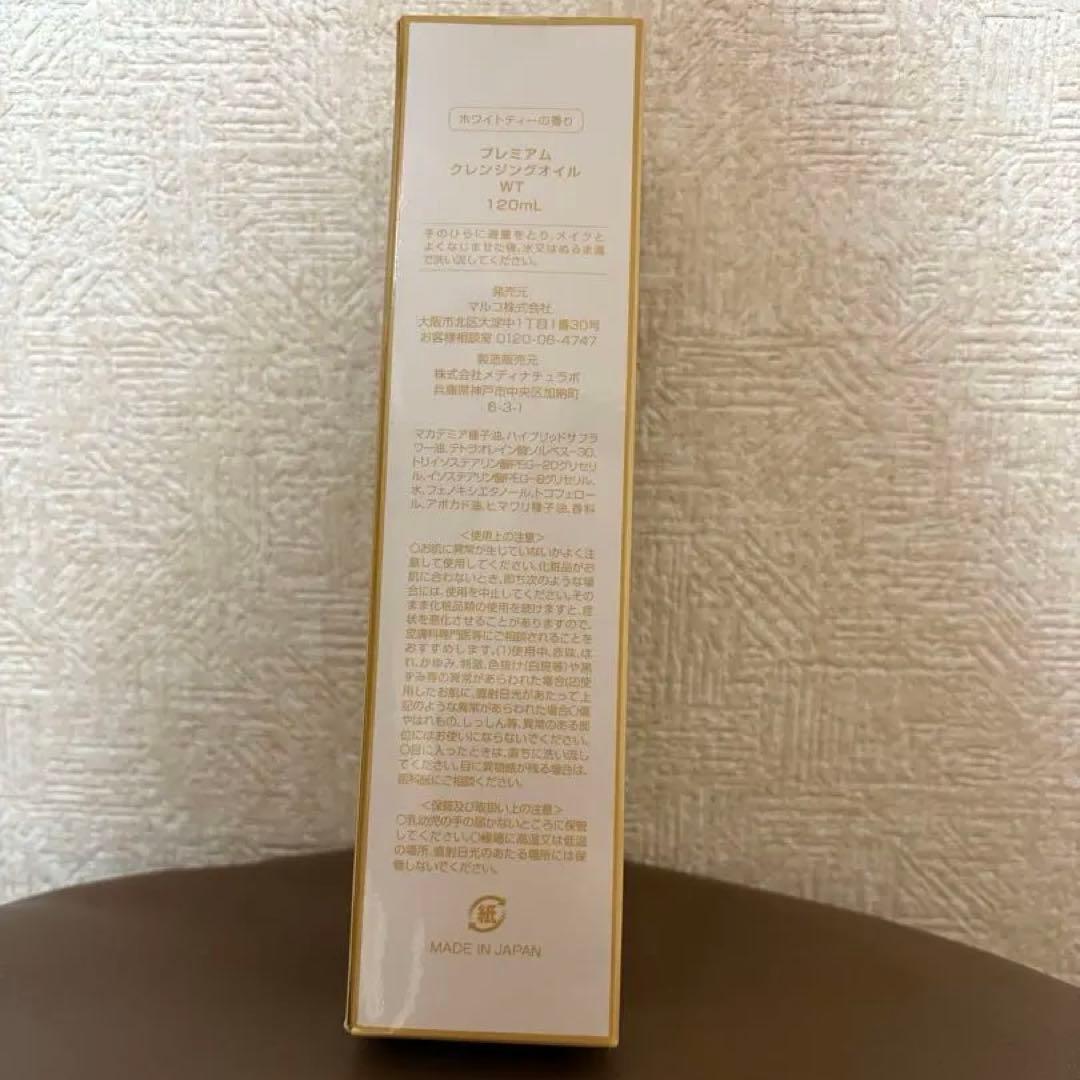 ホワイトティーの香り
プレミアム
クレンジングオイル
WT
120mL
手のひらに適量をとり、メイクと
よくなじませた後、水又はぬるま湯
で洗い流してください。
発売元
マルコ株式会社
大阪市北区大淀中1丁目1番30号
お客様相談室 0120-06-4747
製造販売元
株式会社メディナチュラボ
兵庫県神戸市中央区加納町
6-3-1
マカデミア種子油、ハイブリッドサフラ
ワー油、テトラオレイン酸ソルベス-30、
トリイソステアリン酸PEG-20グリセリ
ル、イソステアリン酸PEG-8グリセリル、
水、フェノキシエタノール、トコフェロー
ル、アボカド油、ヒマワリ種子油、香料
<使用上の注意>
○お肌に異常が生じていないかよく注
意して使用してください。化粧品がお
肌に合わないとき、即ち次のような場
合には、使用を中止してください。その
まま化粧品類の使用を続けますと、症
状を悪化させることがありますので、
皮膚科専門医等にご相談されることを
おすすめします。(1)使用中、赤味、は
れ、かゆみ、刺激、色抜け(白斑等)や黒
ずみ等の異常があらわれた場合(2)使
用したお肌に、直射日光があたって上
記のような異常があらわれた場合○傷
やはれもの、しっしん等、異常のある部
位にはお使いにならないでください。
○目に入ったときは、直ちに洗い流し
てください。目に異物感が残る場合は、
眼科医にご相談ください。
<保管及び取扱い上の注意>
○乳幼児の手の届かないところに保管
してください。○極端に高温又は低温
の場所、直射日光のあたる場所には保
管しないでください。
紙
MADE IN JAPAN